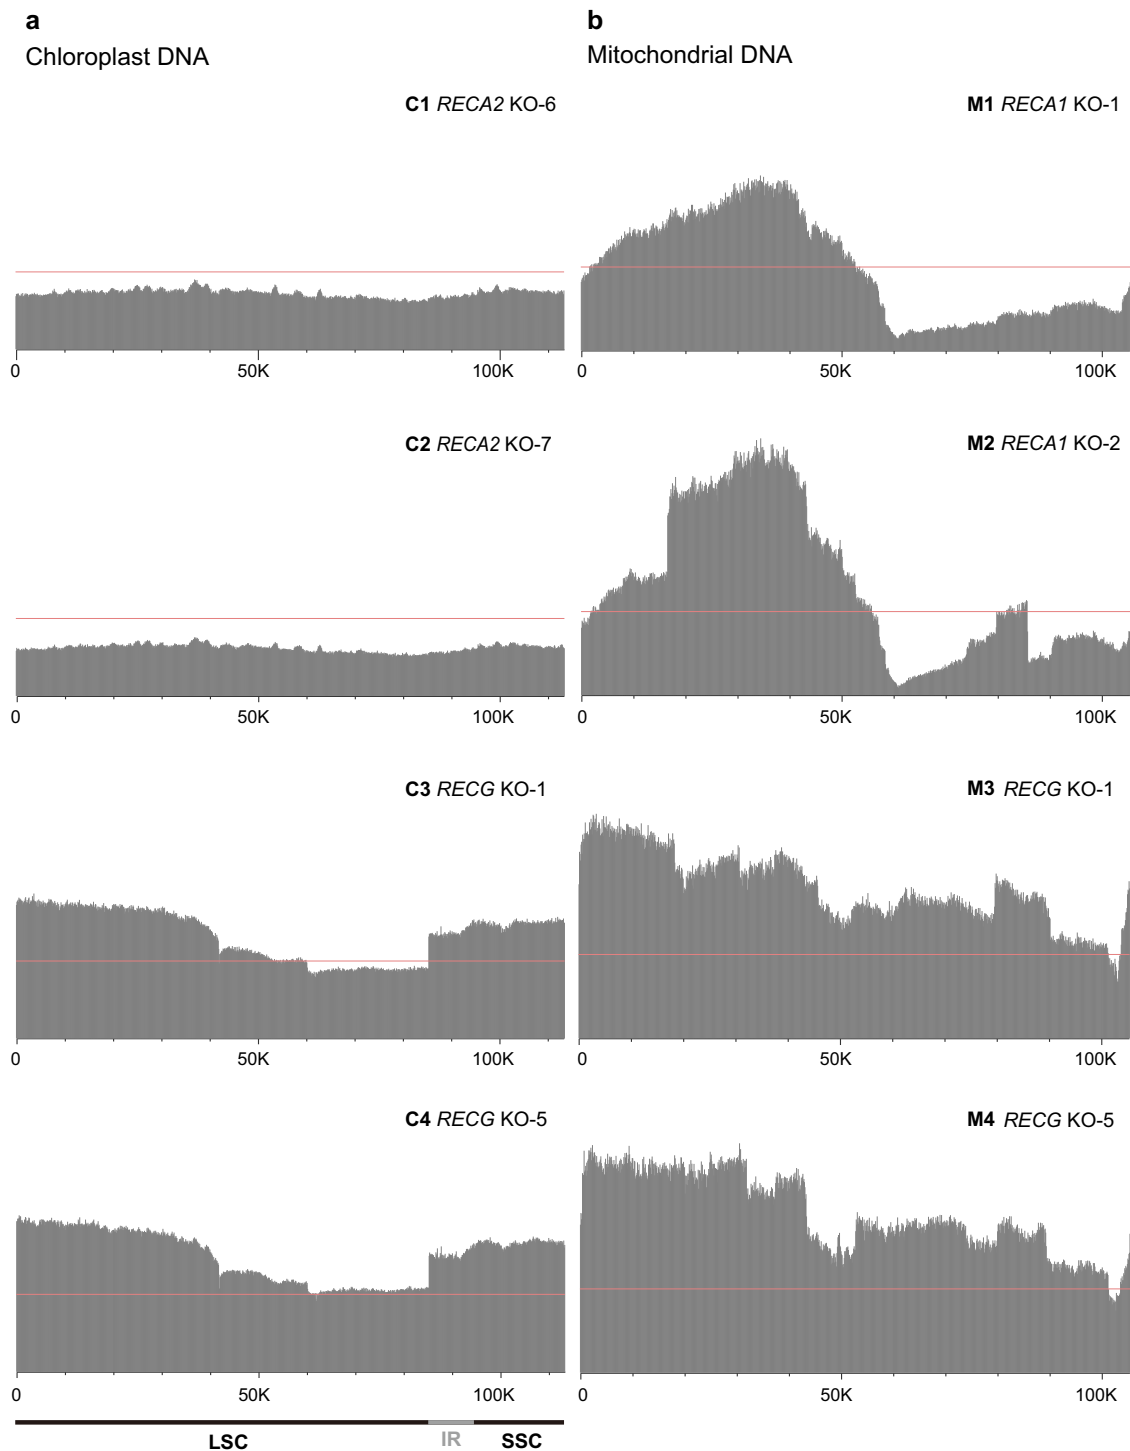 a
Chloroplast DNA
C1 RECA2 KO-6
0 50K 100K
C2 RECA2 KO-7
0 50K 100K
C3 RECG KO-1
0 50K 100K
C4 RECG KO-5
0 50K 100K
LSC IR SSC
b
Mitochondrial DNA
M1 RECA1 KO-1
0 50K 100K
M2 RECA1 KO-2
0 50K 100K
M3 RECG KO-1
0 50K 100K
M4 RECG KO-5
0 50K 100K